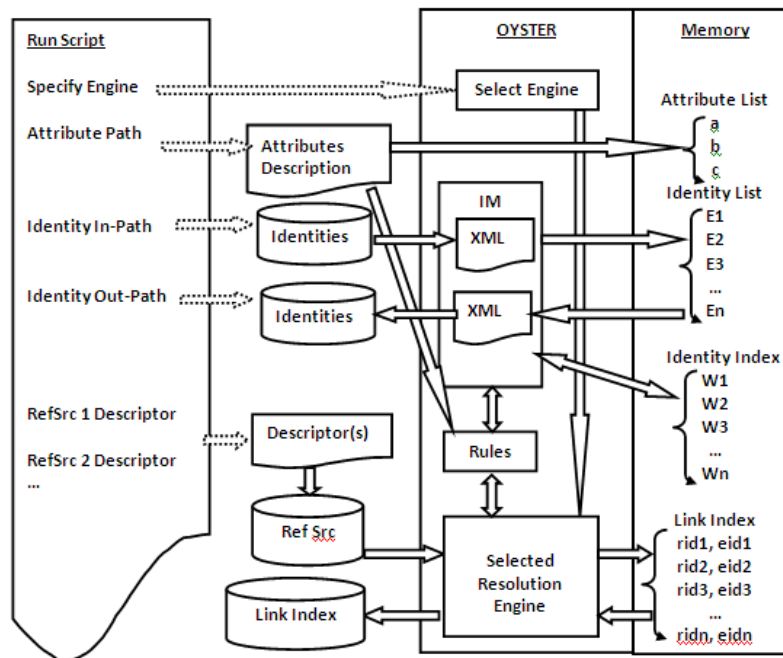 Run Script
Specify Engine
Attribute Path
Identity In-Path
Identity Out-Path
RefSrc 1 Descriptor
RefSrc 2 Descriptor
...
Attributes
Description
Identities
Identities
Descriptor(s)
Ref Src
Link Index
OYSTER
Select Engine
IM
XML
XML
Rules
Selected
Resolution
Engine
Memory
Attribute List
a
b
c
Identity List
E1
E2
E3
...
En
Identity Index
W1
W2
W3
...
Wn
Link Index
rid1, eid1
rid2, eid2
rid3, eid3
...
ridn, eidn